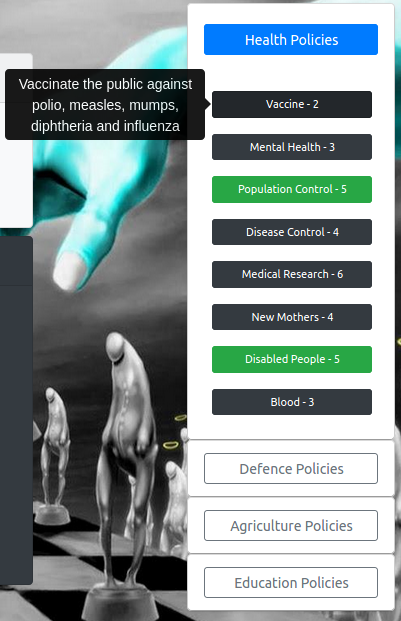 Health Policies
Vaccinate the public against
polio, measles, mumps,
diphtheria and influenza
Vaccine - 2
Mental Health - 3
Population Control - 5
Disease Control - 4
Medical Research - 6
New Mothers - 4
Disabled People - 5
Blood - 3
Defence Policies
Agriculture Policies
Education Policies